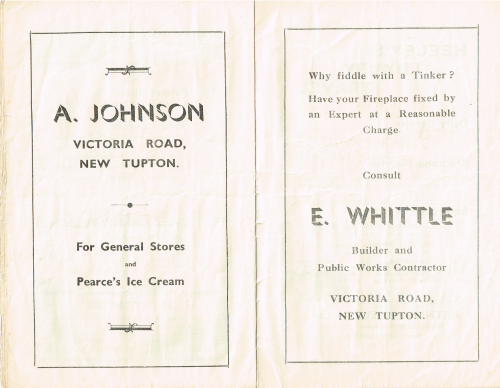 A. JOHNSON
VICTORIA ROAD,
NEW TUPTON.
For General Stores
and
Pearce's Ice Cream
Why fiddle with a Tinker ?
Have your Fireplace fixed by
an Expert at a Reasonable
Charge
Consult
E. WHITTLE
Builder and
Public Works Contractor
VICTORIA ROAD,
NEW TUPTON.